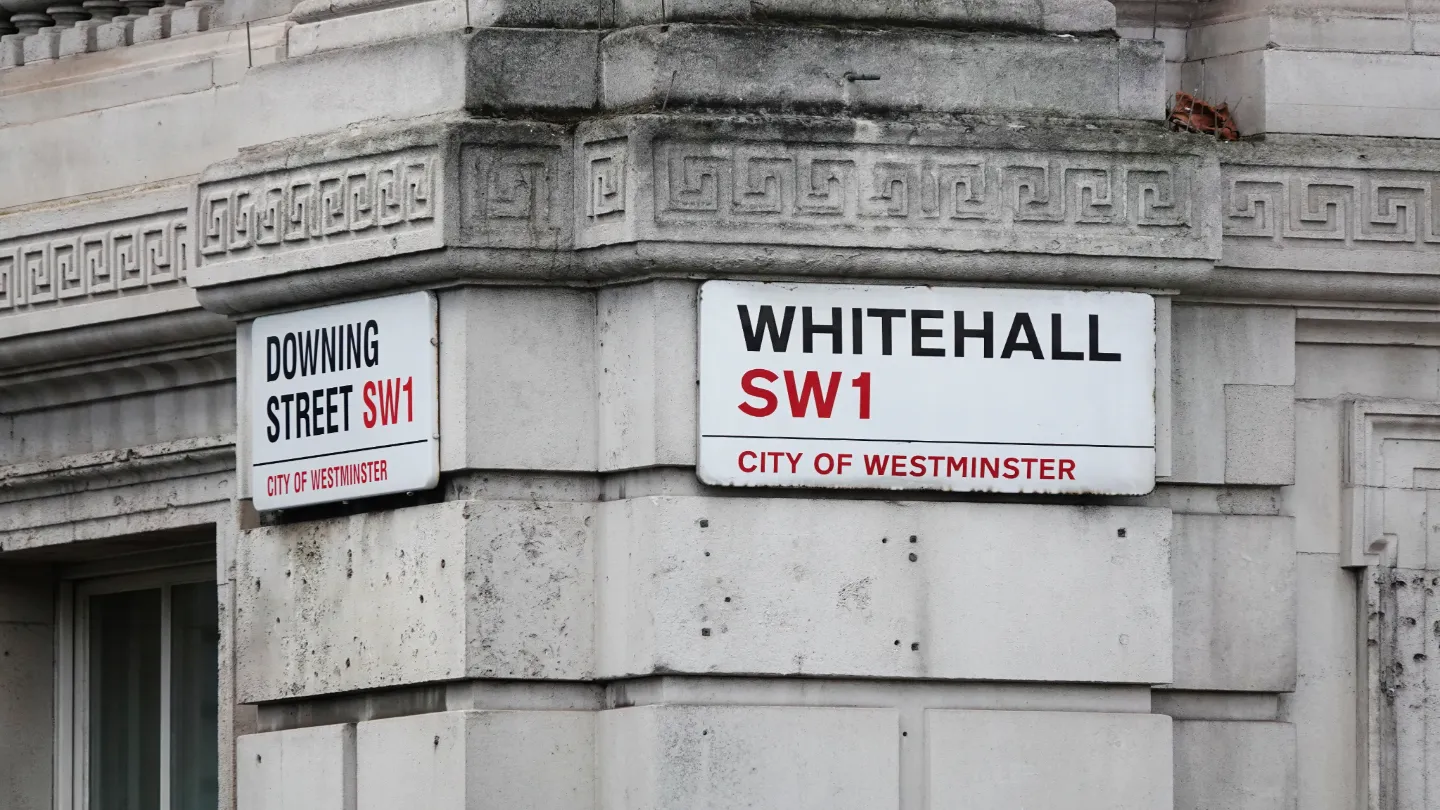 DOWNING
STREET SW1
CITY OF WESTMINSTER
WHITEHALL
SW1
CITY OF WESTMINSTER